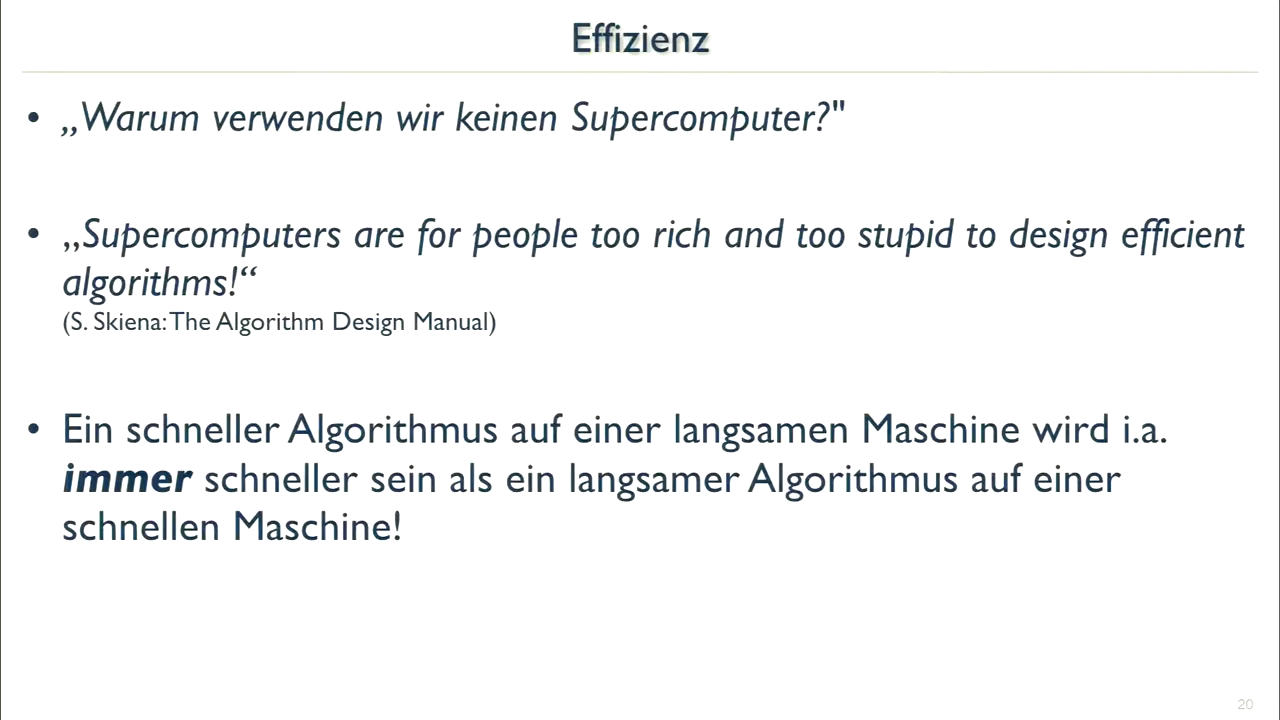 Effizienz
• „Warum verwenden wir keinen Supercomputer?"
• „Supercomputers are for people too rich and too stupid to design efficient
algorithms!“
(S. Skiena: The Algorithm Design Manual)
• Ein schneller Algorithmus auf einer langsamen Maschine wird i.a.
immer schneller sein als ein langsamer Algorithmus auf einer
schnellen Maschine!
20